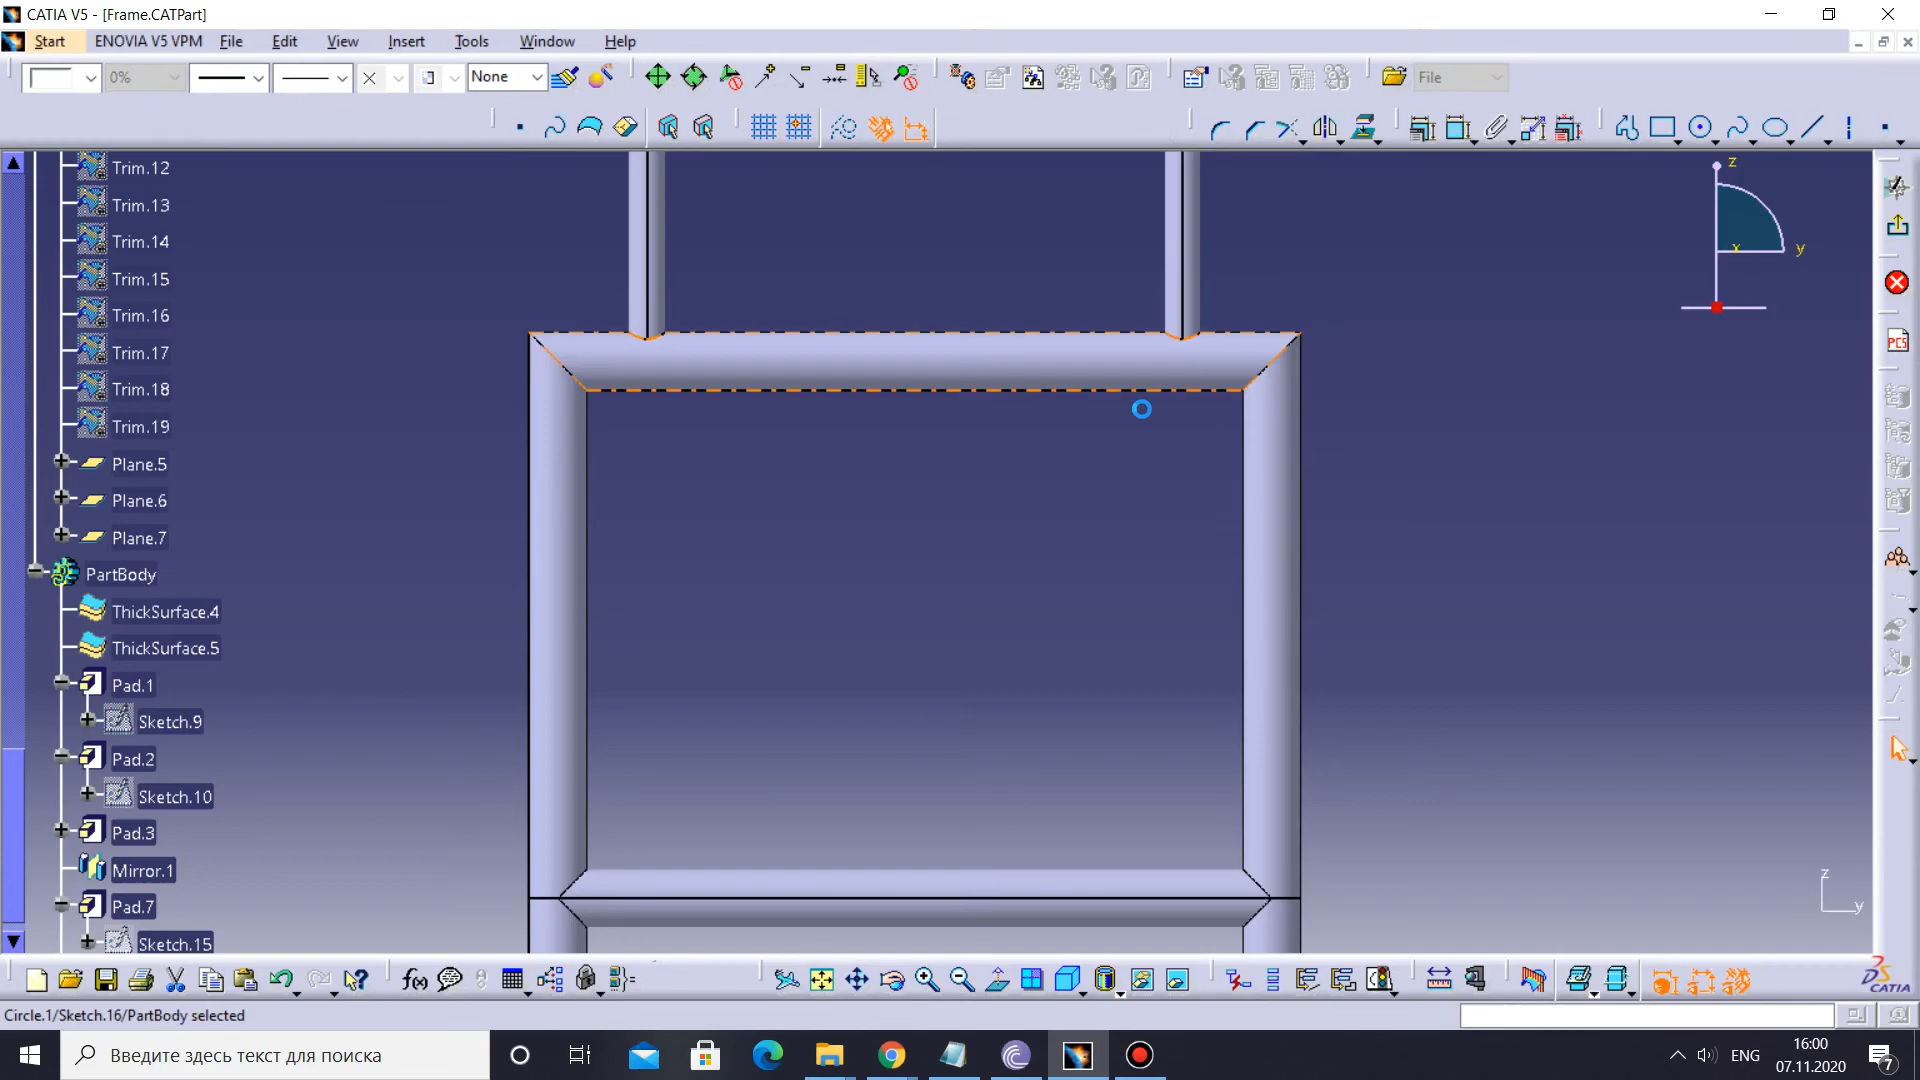 CATIA V5 - [Frame.CATPart]
Start ENOVIA V5 VPM File Edit View Insert Tools Window Help
0% None File
Trim.12
Trim.13
Trim.14
Trim.15
Trim.16
Trim.17
Trim.18
Trim.19
Plane.5
Plane.6
Plane.7
PartBody
ThickSurface.4
ThickSurface.5
Pad.1
Sketch.9
Pad.2
Sketch.10
Pad.3
Mirror.1
Pad.7
Sketch.15
z
x y
PCS
z
y
f(x)
CATIA
Circle.1/Sketch.16/PartBody selected
Введите здесь текст для поиска
ENG
16:00
07.11.2020
7